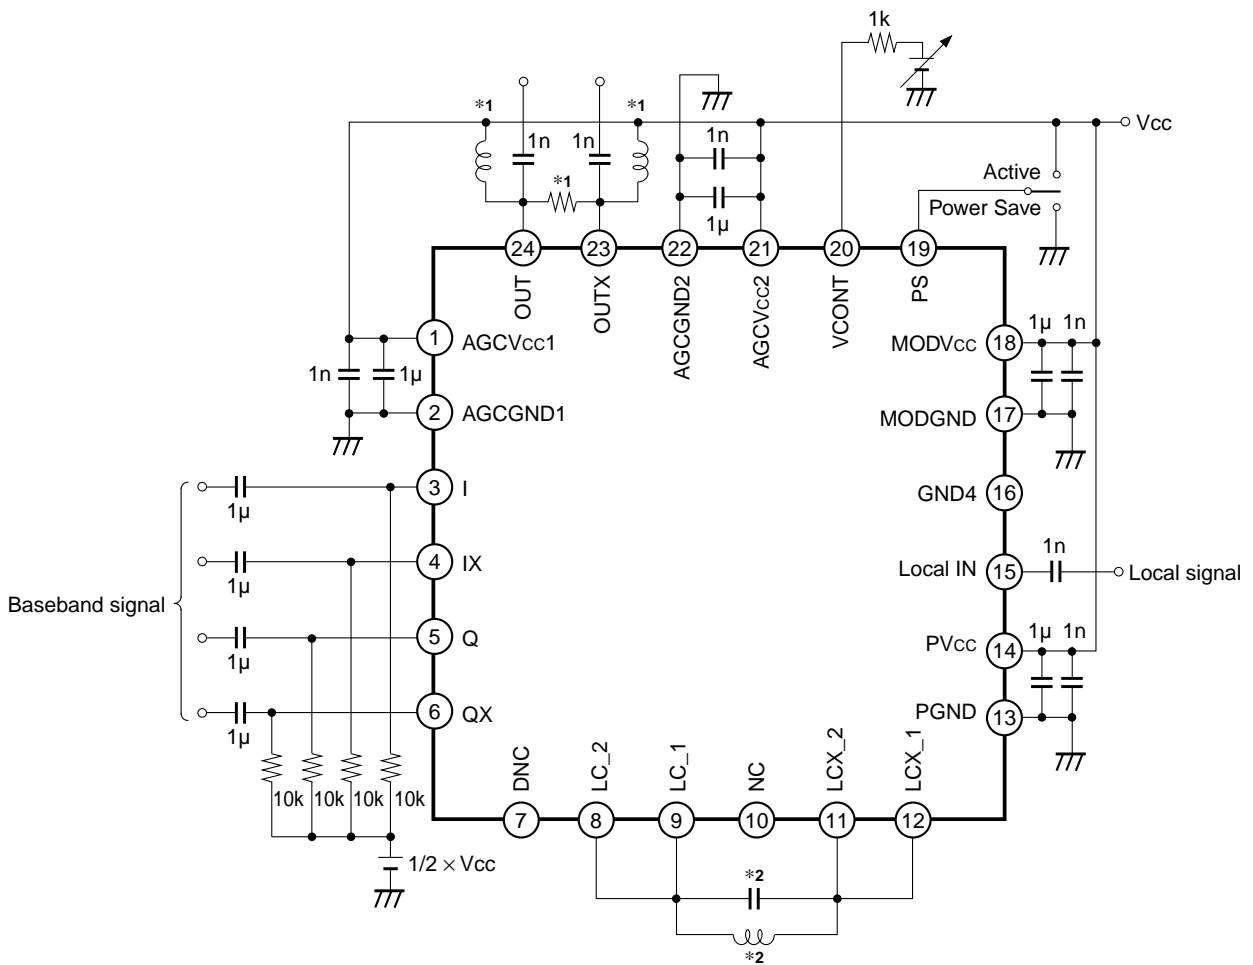 1k
*1
*1
1n
1n
1n
Vcc
*1
Active
1µ
Power Save
24
23
22
21
20
19
OUT
OUTX
AGCGND2
AGCVcc2
VCONT
PS
1
AGCVcc1
MODVcc
18
1µ
1n
1n
1µ
2
AGCGND1
MODGND
17
3
I
GND4
16
1µ
4
IX
Local IN
15
1n
Local signal
1µ
Baseband signal
5
Q
PVcc
14
1µ
1n
1µ
6
QX
PGND
13
1µ
DNC
LC_2
LC_1
NC
LCX_2
LCX_1
10k
10k
10k
10k
7
8
9
10
11
12
1/2 × Vcc
*2
*2